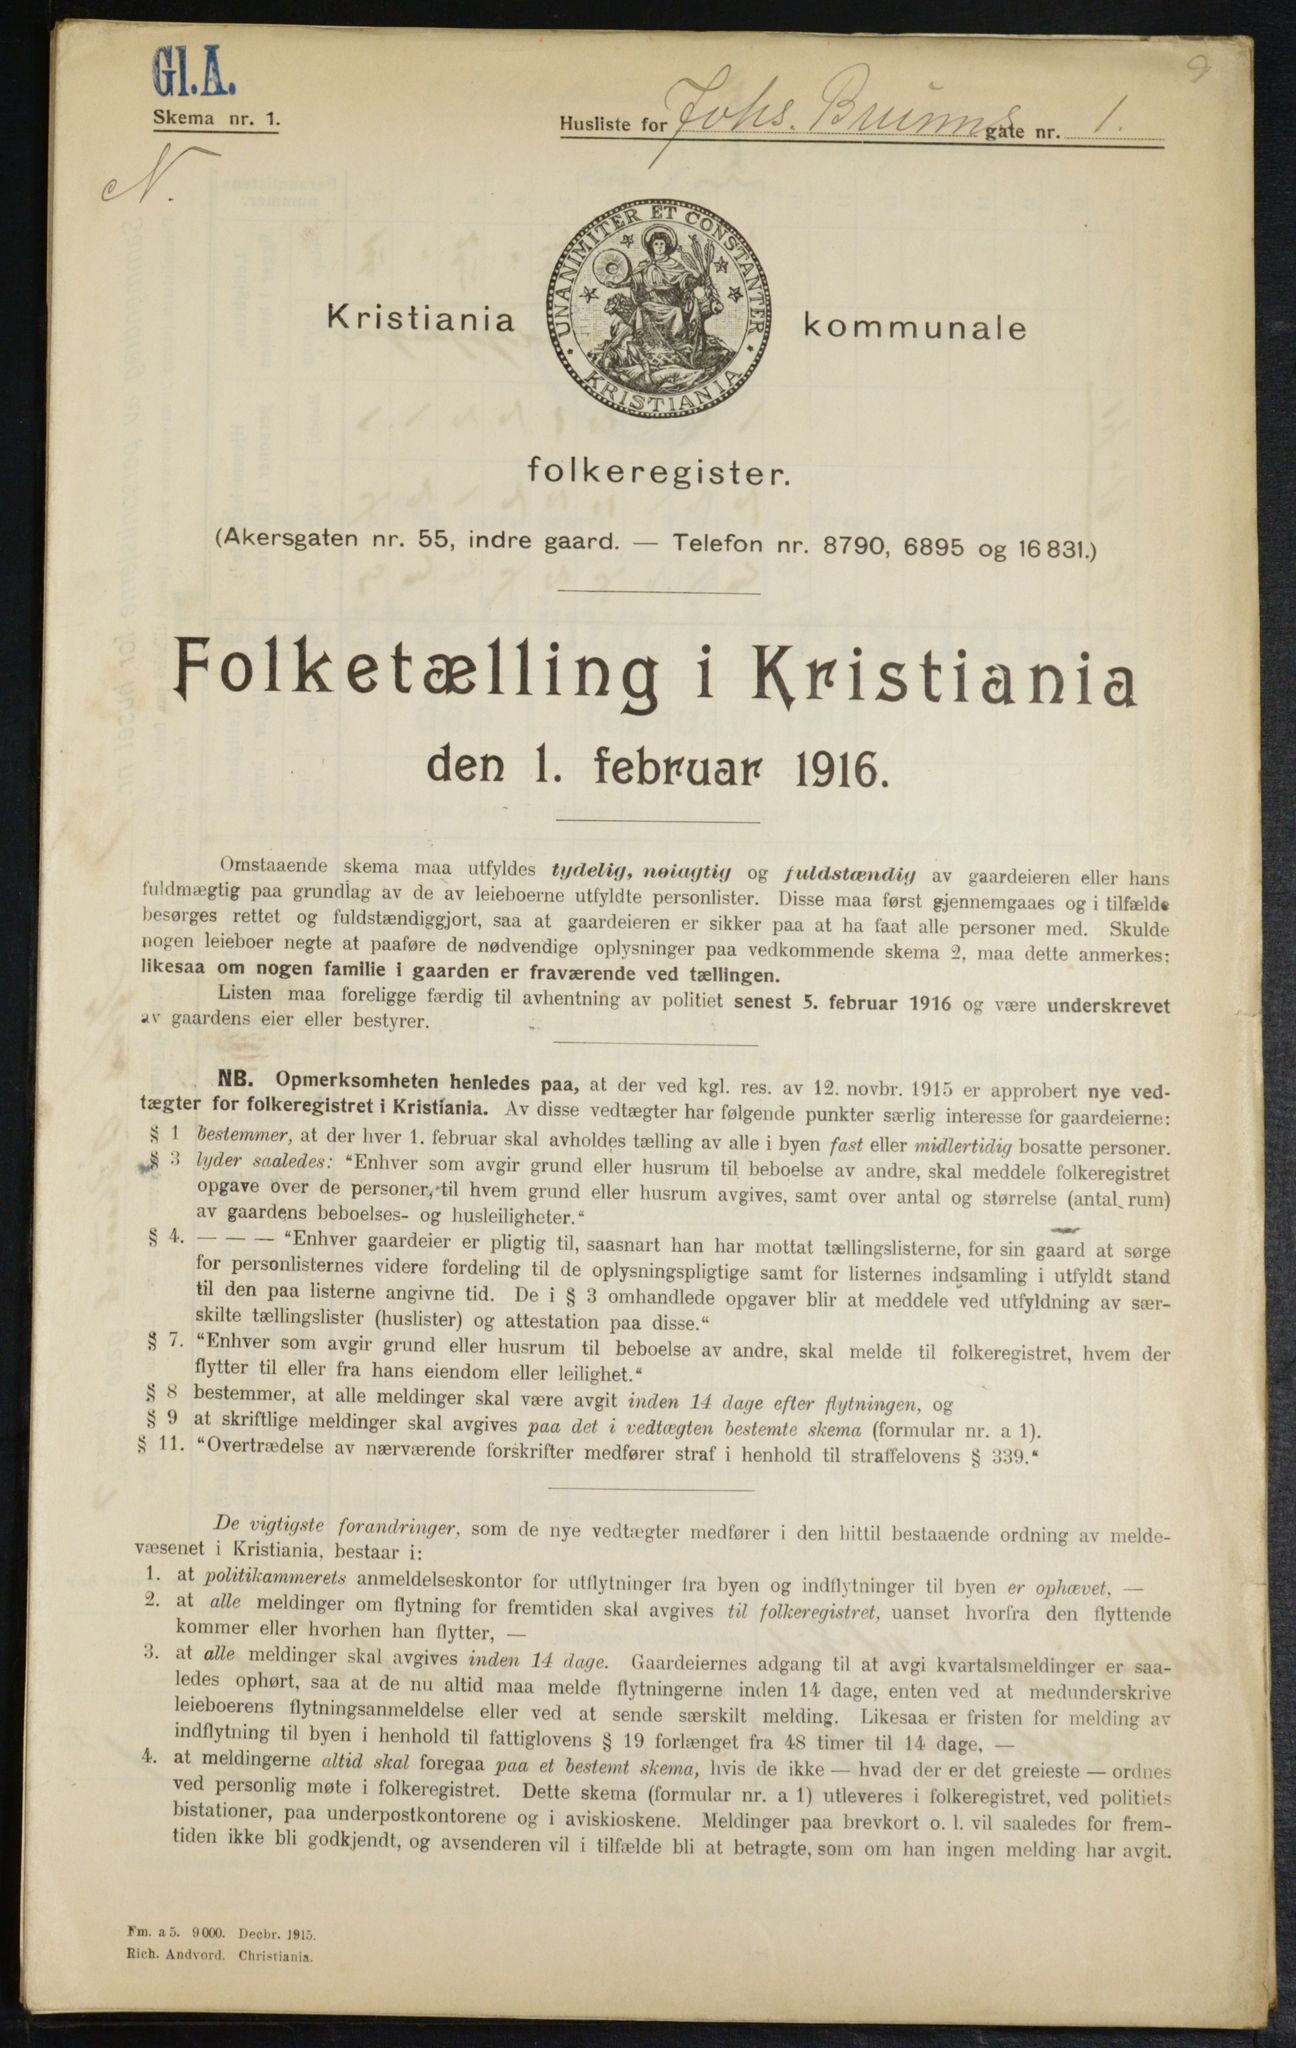 Gl.A.
Skema nr. 1.
Husliste for Johs. Bruuns gate nr. 1.
N.
UNANIMITER ET CONSTANTER
KRISTIANIA
Kristiania kommunale
folkeregister.
(Akersgaten nr. 55, indre gaard. — Telefon nr. 8790, 6895 og 16831.)
Folketælling i Kristiania
den 1. februar 1916.
Omstaaende skema maa utfyldes tydelig, nøiagtig og fuldstændig av gaardeieren eller hans
fuldmægtig paa grundlag av de av leieboerne utfyldte personlister. Disse maa først gjennemgaaes og i tilfælde
besørges rettet og fuldstændiggjort, saa at gaardeieren er sikker paa at ha faat alle personer med. Skulde
nogen leieboer negte at paaføre de nødvendige oplysninger paa vedkommende skema 2, maa dette anmerkes;
likesaa om nogen familie i gaarden er fraværende ved tællingen.
Listen maa foreligge færdig til avhentning av politiet senest 5. februar 1916 og være underskrevet
av gaardens eier eller bestyrer.
NB. Opmerksomheten henledes paa, at der ved kgl. res. av 12. novbr. 1915 er approbert nye ved-
tægter for folkeregistret i Kristiania. Av disse vedtægter har følgende punkter særlig interesse for gaardeierne:
§ 1 bestemmer, at der hver 1. februar skal avholdes tælling av alle i byen fast eller midlertidig bosatte personer.
§ 3 lyder saaledes: "Enhver som avgir grund eller husrum til beboelse av andre, skal meddele folkeregistret
opgave over de personer, til hvem grund eller husrum avgives, samt over antal og størrelse (antal rum)
av gaardens beboelses- og husleiligheter.“
§ 4. — — — "Enhver gaardeier er pligtig til, saasnart han har mottat tællingslisterne, for sin gaard at sørge
for personlisternes videre fordeling til de oplysningspligtige samt for listernes indsamling i utfyldt stand
til den paa listerne angivne tid. De i § 3 omhandlede opgaver blir at meddele ved utfyldning av sær-
skilte tællingslister (huslister) og attestation paa disse.“
§ 7. "Enhver som avgir grund eller husrum til beboelse av andre, skal melde til folkeregistret, hvem der
flytter til eller fra hans eiendom eller leilighet.“
§ 8 bestemmer, at alle meldinger skal være avgit inden 14 dage efter flytningen, og
§ 9 at skriftlige meldinger skal avgives paa det i vedtægten bestemte skema (formular nr. a 1).
§ 11. "Overtrædelse av nærværende forskrifter medfører straf i henhold til straffelovens § 339.“
De vigtigste forandringer, som de nye vedtægter medfører i den hittil bestaaende ordning av melde-
væsenet i Kristiania, bestaar i:
1. at politikammerets anmeldelseskontor for utflytninger fra byen og indflytninger til byen er ophævet, —
2. at alle meldinger om flytning for fremtiden skal avgives til folkeregistret, uanset hvorfra den flyttende
kommer eller hvorhen han flytter, —
3. at alle meldinger skal avgives inden 14 dage. Gaardeiernes adgang til at avgi kvartalsmeldinger er saa-
ledes ophørt, saa at de nu altid maa melde flytningerne inden 14 dage, enten ved at medunderskrive
leieboerens flytningsanmeldelse eller ved at sende særskilt melding. Likesaa er fristen for melding av
indflytning til byen i henhold til fattiglovens § 19 forlænget fra 48 timer til 14 dage, —
4. at meldingerne altid skal foregaa paa et bestemt skema, hvis de ikke — hvad der er det greieste — ordnes
ved personlig møte i folkeregistret. Dette skema (formular nr. a 1) utleveres i folkeregistret, ved politiets
bistationer, paa underpostkontorene og i aviskioskene. Meldinger paa brevkort o. l. vil saaledes for frem-
tiden ikke bli godkjendt, og avsenderen vil i tilfælde bli at betragte, som om han ingen melding har avgit.
Fm. a 5. 9000. Decbr. 1915.
Rich. Andvord. Christiania.